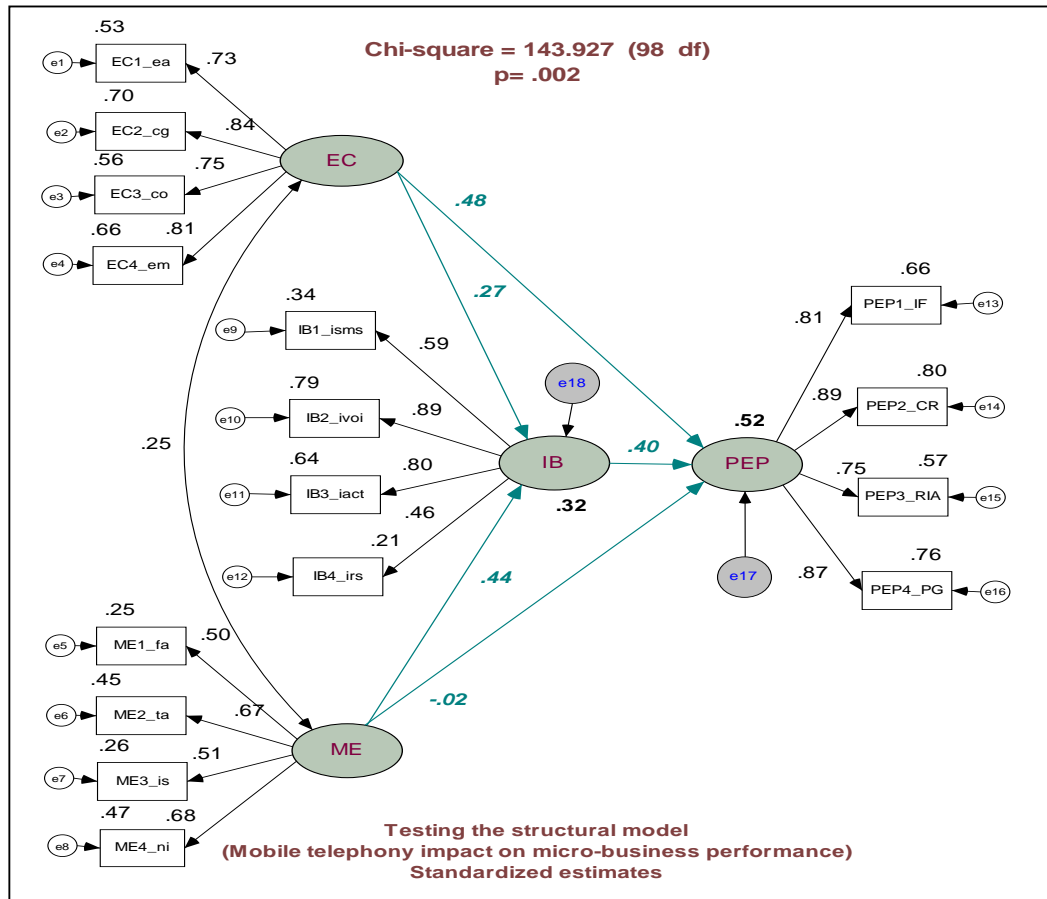 .53
e1
EC1_ea
.73
Chi-square = 143.927 (98 df)
p= .002
.70
e2
EC2_cg
.84
.56
e3
EC3_co
.75
EC
.66
e4
EC4_em
.81
.48
.27
.34
e9
IB1_isms
.59
.66
PEP1_IF
e13
.81
e18
.79
e10
IB2_ivoi
.89
.80
PEP2_CR
e14
.89
.25
.52
.40
IB
PEP
.64
e11
IB3_iact
.80
.32
.57
PEP3_RIA
e15
.75
.21
e12
IB4_irs
.46
.44
e17
.76
PEP4_PG
e16
.87
.25
e5
ME1_fa
.50
.45
e6
ME2_ta
.67
-.02
ME
.26
e7
ME3_is
.51
.47
e8
ME4_ni
.68
Testing the structural model
(Mobile telephony impact on micro-business performance)
Standardized estimates